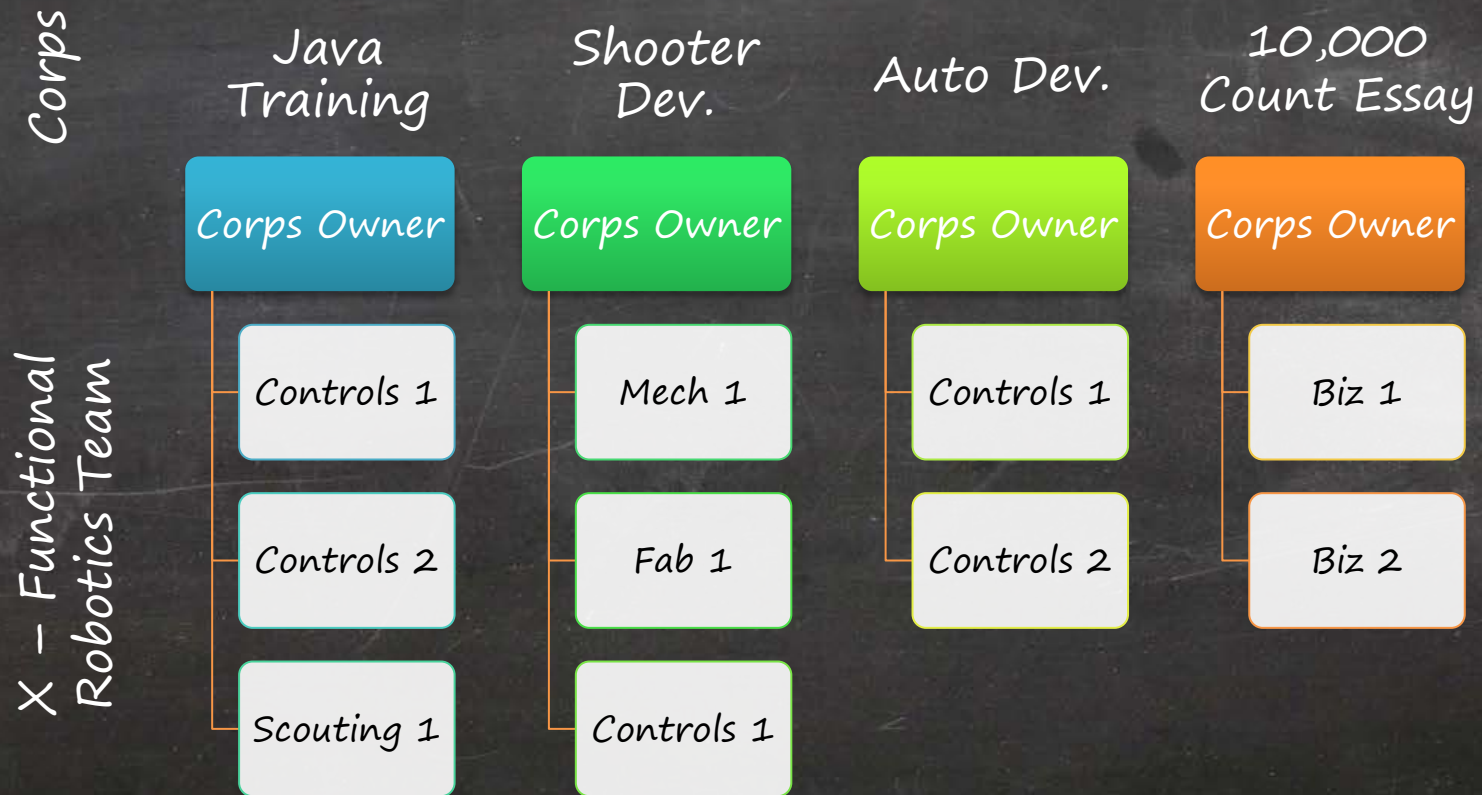 Corps
Java
Training
Shooter
Dev.
Auto Dev.
10,000
Count Essay
Corps Owner
Corps Owner
Corps Owner
Corps Owner
X – Functional
Robotics Team
Controls 1
Mech 1
Controls 1
Biz 1
Controls 2
Fab 1
Controls 2
Biz 2
Scouting 1
Controls 1